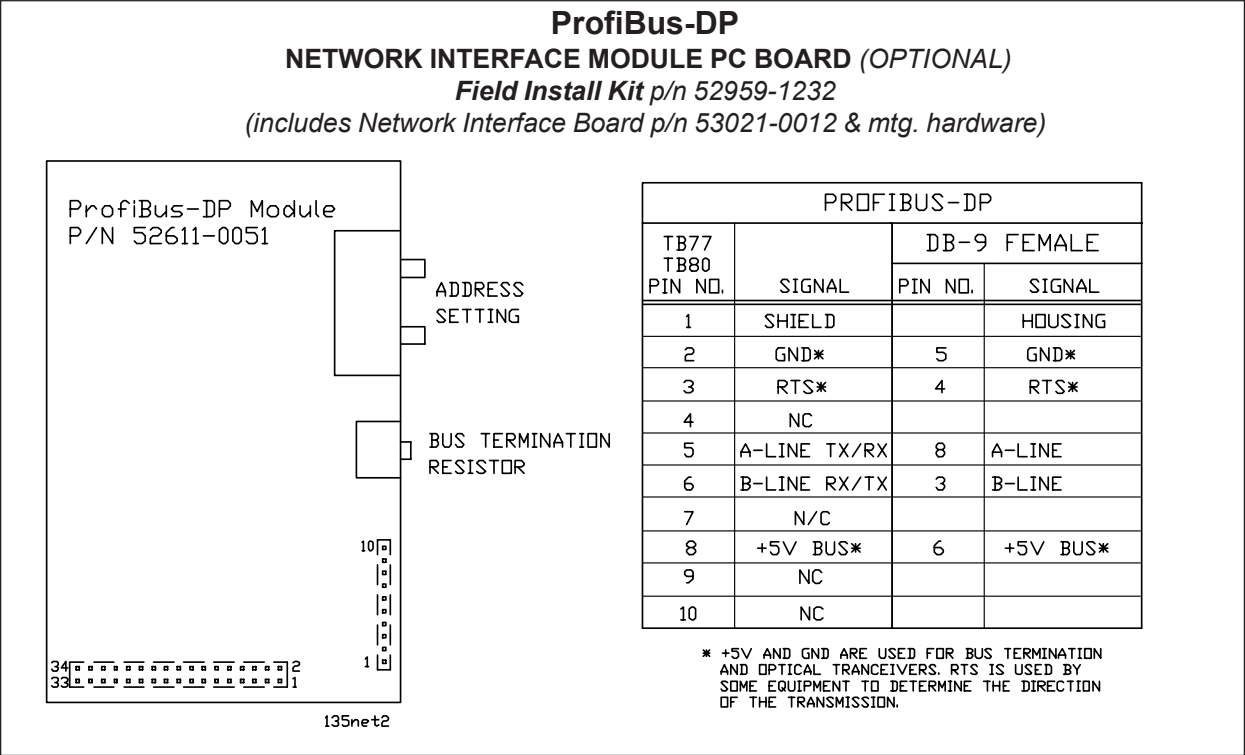 ProfiBus-DP
NETWORK INTERFACE MODULE PC BOARD (OPTIONAL)
Field Install Kit p/n 52959-1232
(includes Network Interface Board p/n 53021-0012 & mtg. hardware)
ProfiBus-DP Module
P/N 52611-0051
ADDRESS
SETTING
BUS TERMINATION
RESISTOR
10
1
34 2
33 1
135net2
PROFIBUS-DP
TB77
TB80
PIN NO. SIGNAL DB-9 FEMALE
PIN NO. SIGNAL
1 SHIELD HOUSING
2 GND* 5 GND*
3 RTS* 4 RTS*
4 NC
5 A-LINE TX/RX 8 A-LINE
6 B-LINE RX/TX 3 B-LINE
7 N/C
8 +5V BUS* 6 +5V BUS*
9 NC
10 NC
* +5V AND GND ARE USED FOR BUS TERMINATION
AND OPTICAL TRANCEIVERS. RTS IS USED BY
SOME EQUIPMENT TO DETERMINE THE DIRECTION
OF THE TRANSMISSION.